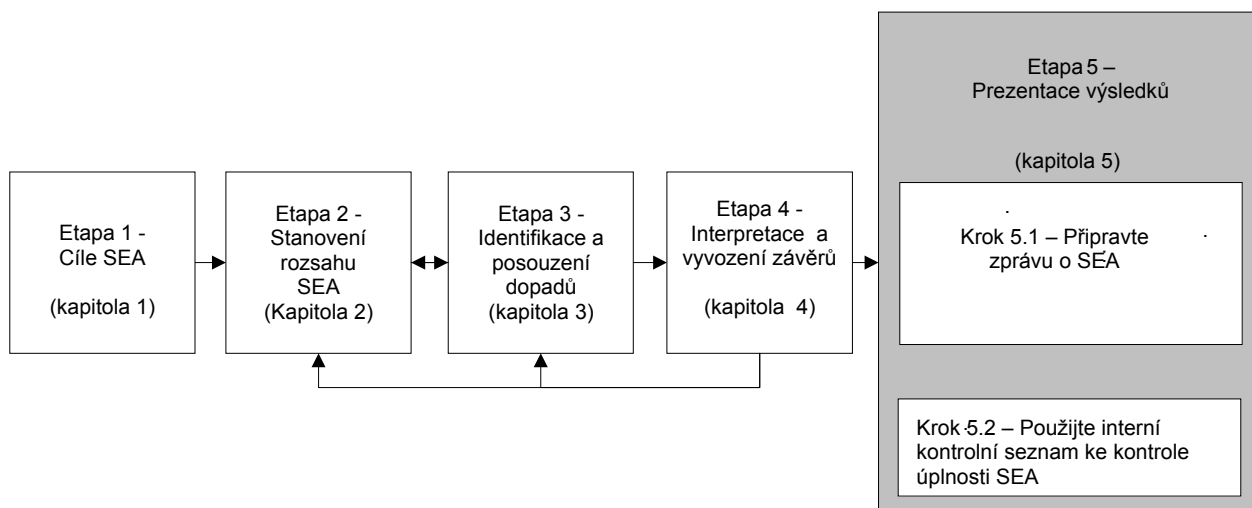 Etapa 1 -
Cíle SEA
(kapitola 1)
Etapa 2 -
Stanovení
rozsahu
SEA
(Kapitola 2)
Etapa 3 -
Identifikace a
posouzení
dopadů
(kapitola 3)
Etapa 4 -
Interpretace a
vyvození závěrů
(kapitola 4)
Etapa 5 –
Prezentace výsledků
(kapitola 5)
Krok 5.1 – Připravte
zprávu o SEA
Krok 5.2 – Použijte interní
kontrolní seznam ke kontrole
úplnosti SEA